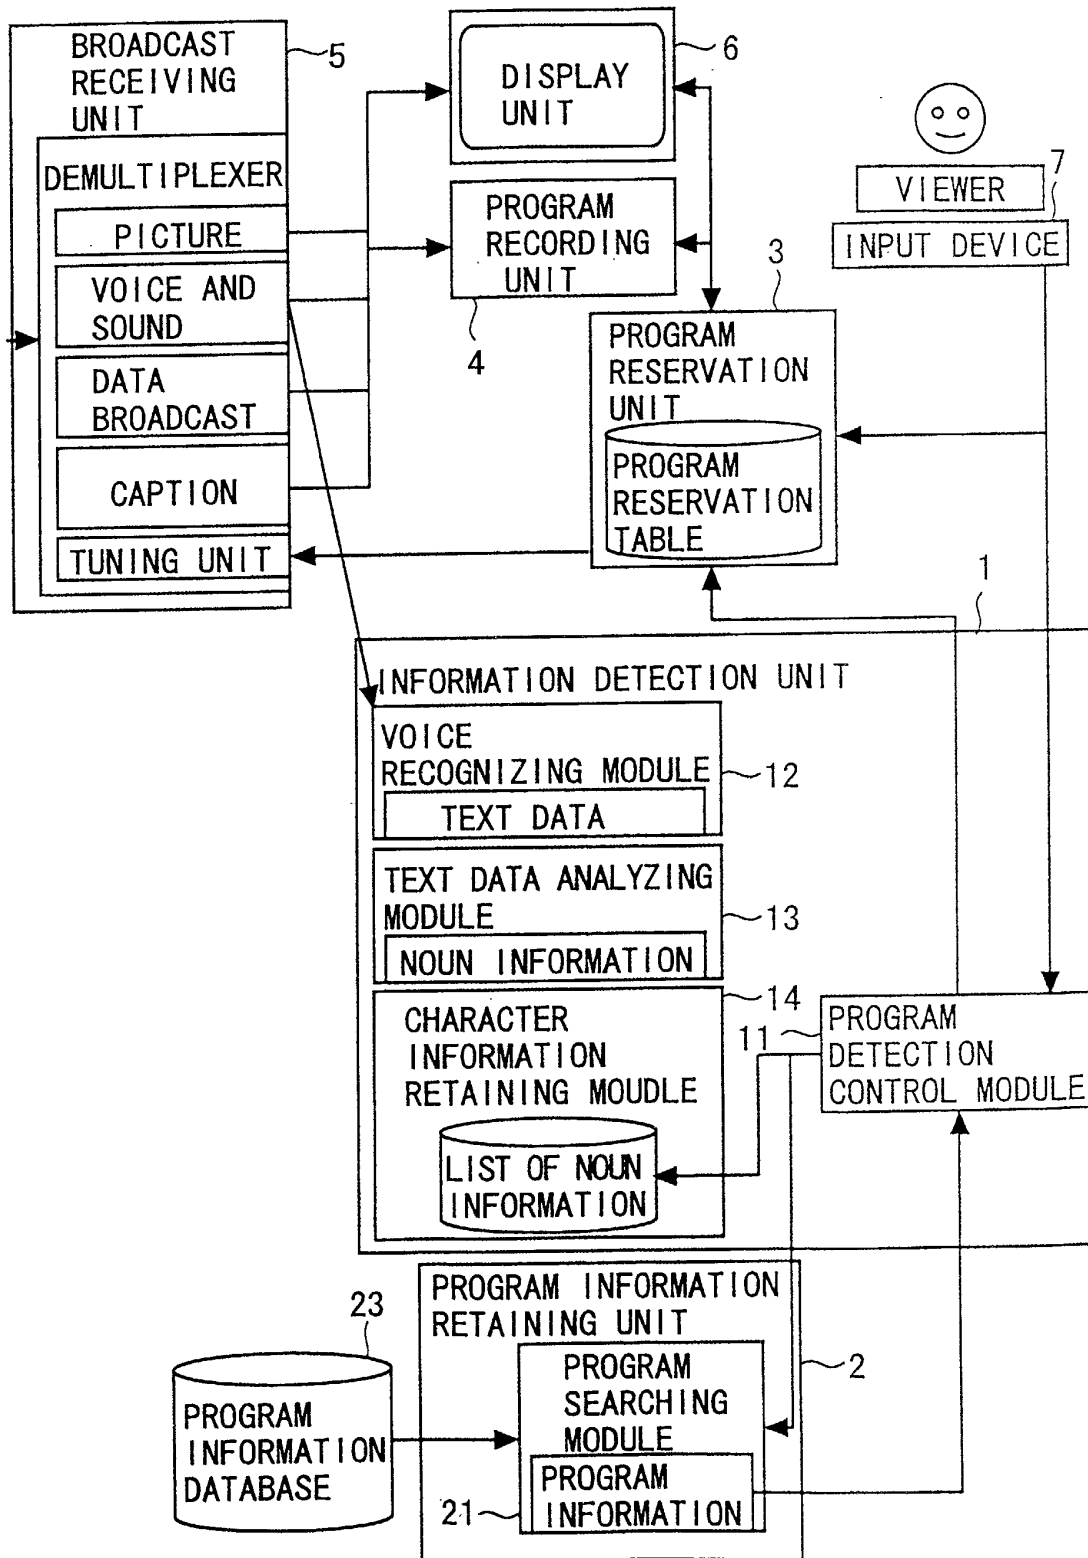 BROADCAST
RECEIVING
UNIT
5
DEMULTIPLEXER
PICTURE
VOICE AND
SOUND
DATA
BROADCAST
CAPTION
TUNING UNIT
DISPLAY
UNIT
6
PROGRAM
RECORDING
UNIT
4
VIEWER
7
INPUT DEVICE
3
PROGRAM
RESERVATION
UNIT
PROGRAM
RESERVATION
TABLE
1
INFORMATION DETECTION UNIT
VOICE
RECOGNIZING MODULE
12
TEXT DATA
TEXT DATA ANALYZING
MODULE
13
NOUN INFORMATION
14
CHARACTER
INFORMATION
RETAINING MOUDLE
LIST OF NOUN
INFORMATION
11
PROGRAM
DETECTION
CONTROL MODULE
PROGRAM INFORMATION
RETAINING UNIT
2
23
PROGRAM
INFORMATION
DATABASE
PROGRAM
SEARCHING
MODULE
PROGRAM
INFORMATION
21